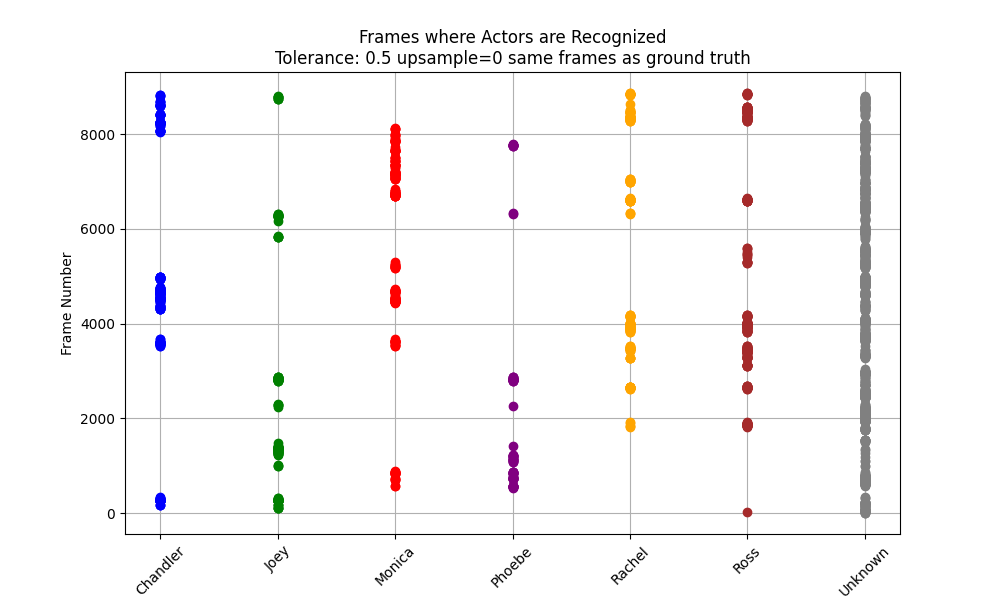 Frames where Actors are Recognized
Tolerance: 0.5 upsample=0 same frames as ground truth
Frame Number
8000
6000
4000
2000
0
Chandler
Joey
Monica
Phoebe
Rachel
Ross
Unknown